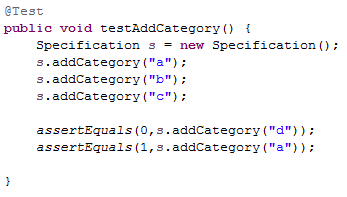 @Test
public void testAddCategory() {
    Specification s = new Specification();
    s.addCategory("a");
    s.addCategory("b");
    s.addCategory("c");

    assertEquals(0,s.addCategory("d"));
    assertEquals(1,s.addCategory("a"));

}